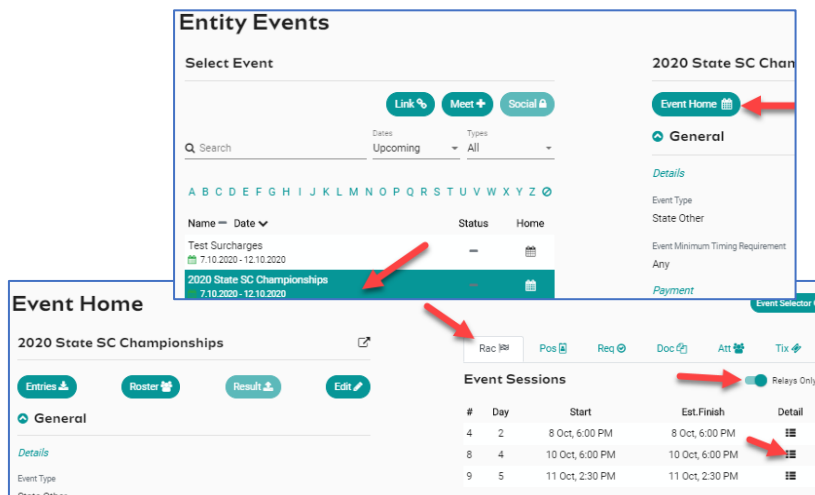 Entity Events
Select Event
Link
Meet
Social
Search
Dates
Upcoming
Types
All
A B C D E F G H I J K L M N O P Q R S T U V W X Y Z
Name Date Status Home
Test Surcharges
7.10.2020 - 12.10.2020
2020 State SC Championships
7.10.2020 - 12.10.2020
2020 State SC Cham
Event Home
General
Details
Event Type
State Other
Event Minimum Timing Requirement
Any
Payment
Event Home
2020 State SC Championships
Entries
Roster
Result
Edit
General
Details
Event Type
State Other
Event Selector
Rac Pos Req Doc Att Tix
Event Sessions
Relays Only
# Day Start Est.Finish Detail
4 2 8 Oct, 6:00 PM 8 Oct, 6:00 PM
8 4 10 Oct, 6:00 PM 10 Oct, 6:00 PM
9 5 11 Oct, 2:30 PM 11 Oct, 2:30 PM